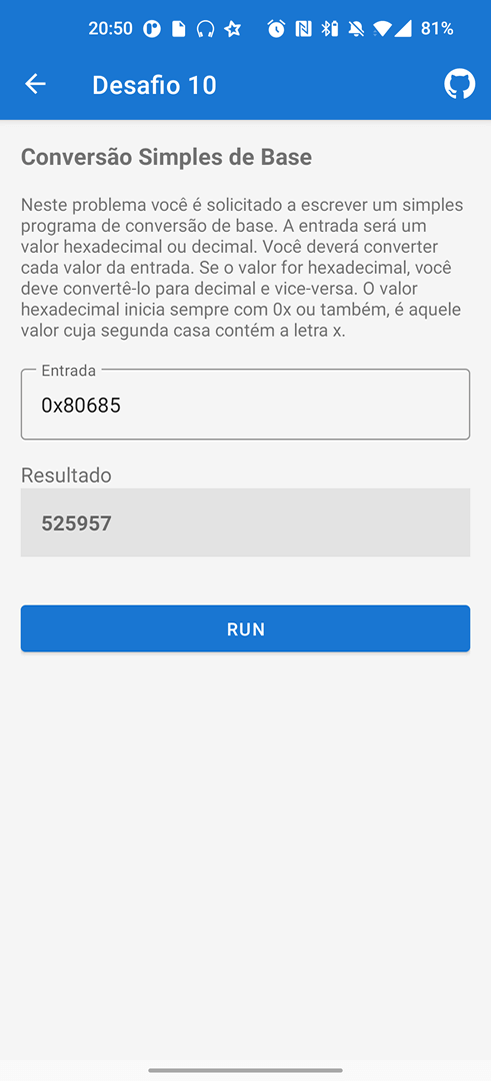 20:50
81%
Desafio 10
Conversão Simples de Base
Neste problema você é solicitado a escrever um simples
programa de conversão de base. A entrada será um
valor hexadecimal ou decimal. Você deverá converter
cada valor da entrada. Se o valor for hexadecimal, você
deve convertê-lo para decimal e vice-versa. O valor
hexadecimal inicia sempre com 0x ou também, é aquele
valor cuja segunda casa contém a letra x.
Entrada
0x80685
Resultado
525957
RUN